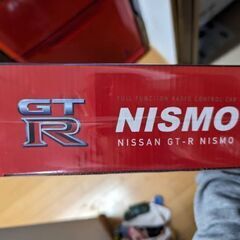 GT
R
FULL FUNCTION RADIO CONTROL CAR
NISMO
NISSAN GT-R NISMO